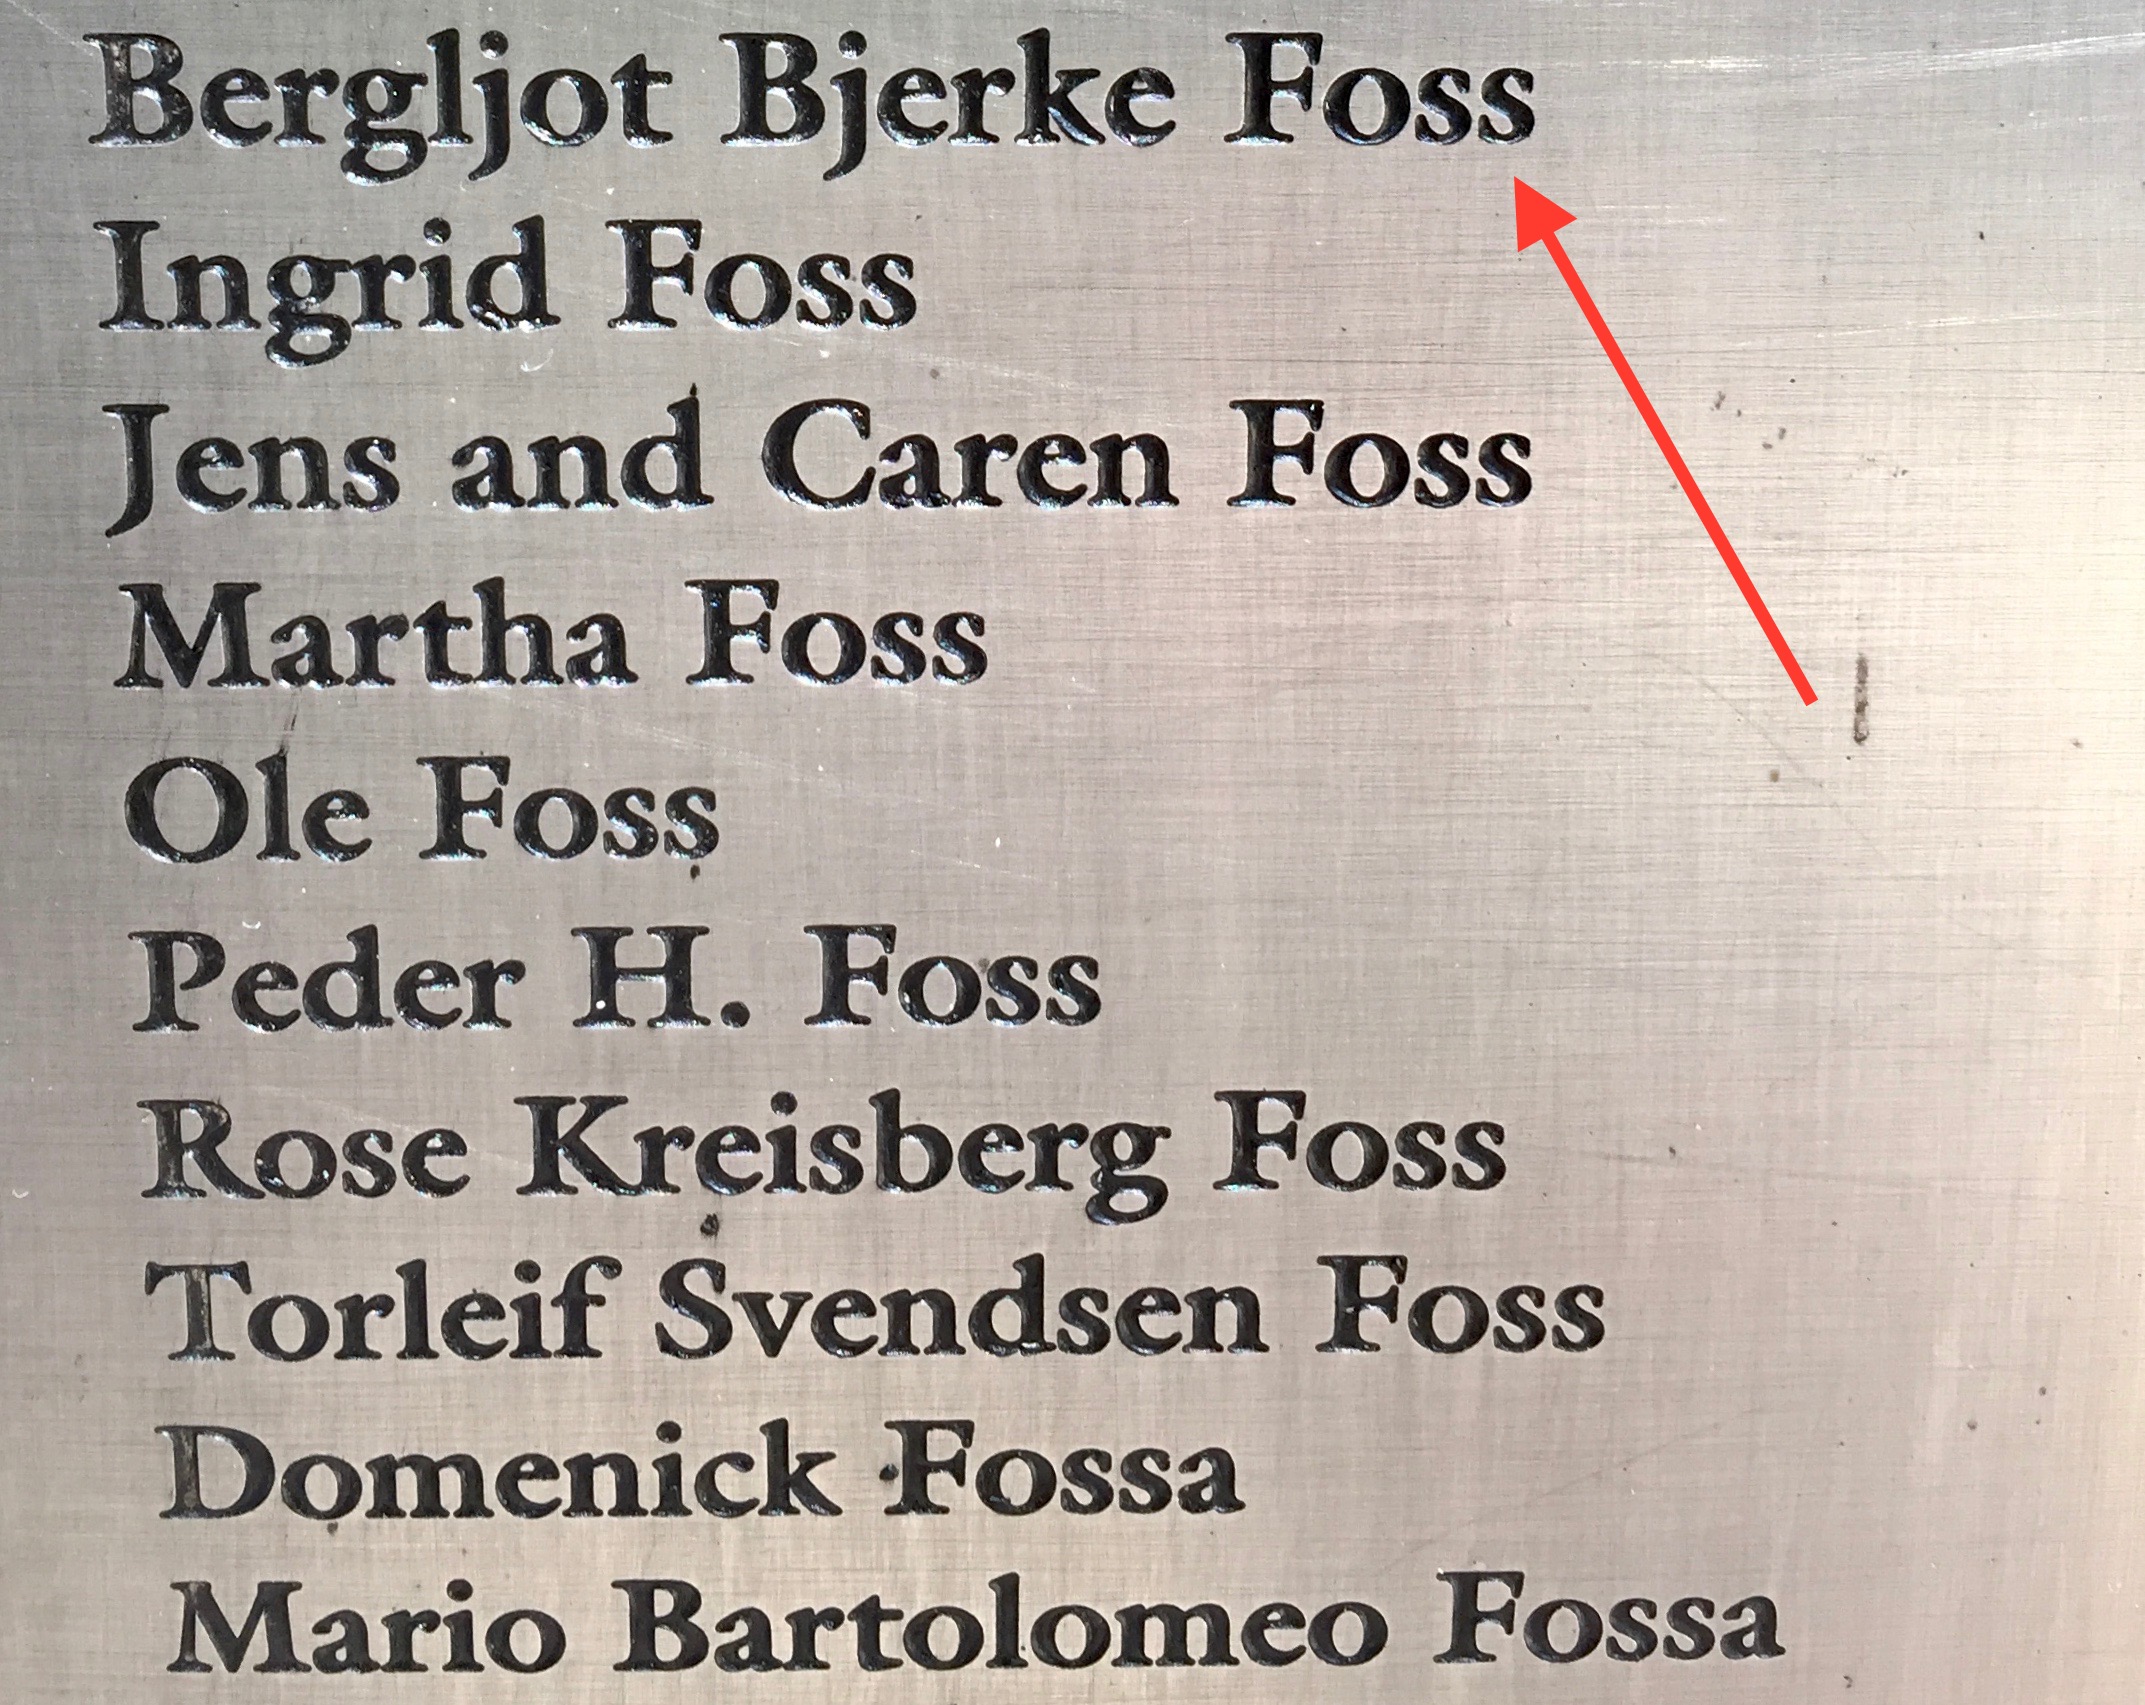 Bergljot Bjerke Foss
Ingrid Foss
Jens and Caren Foss
Martha Foss
Ole Foss
Peder H. Foss
Rose Kreisberg Foss
Torleif Svendsen Foss
Domenick Fossa
Mario Bartolomeo Fossa